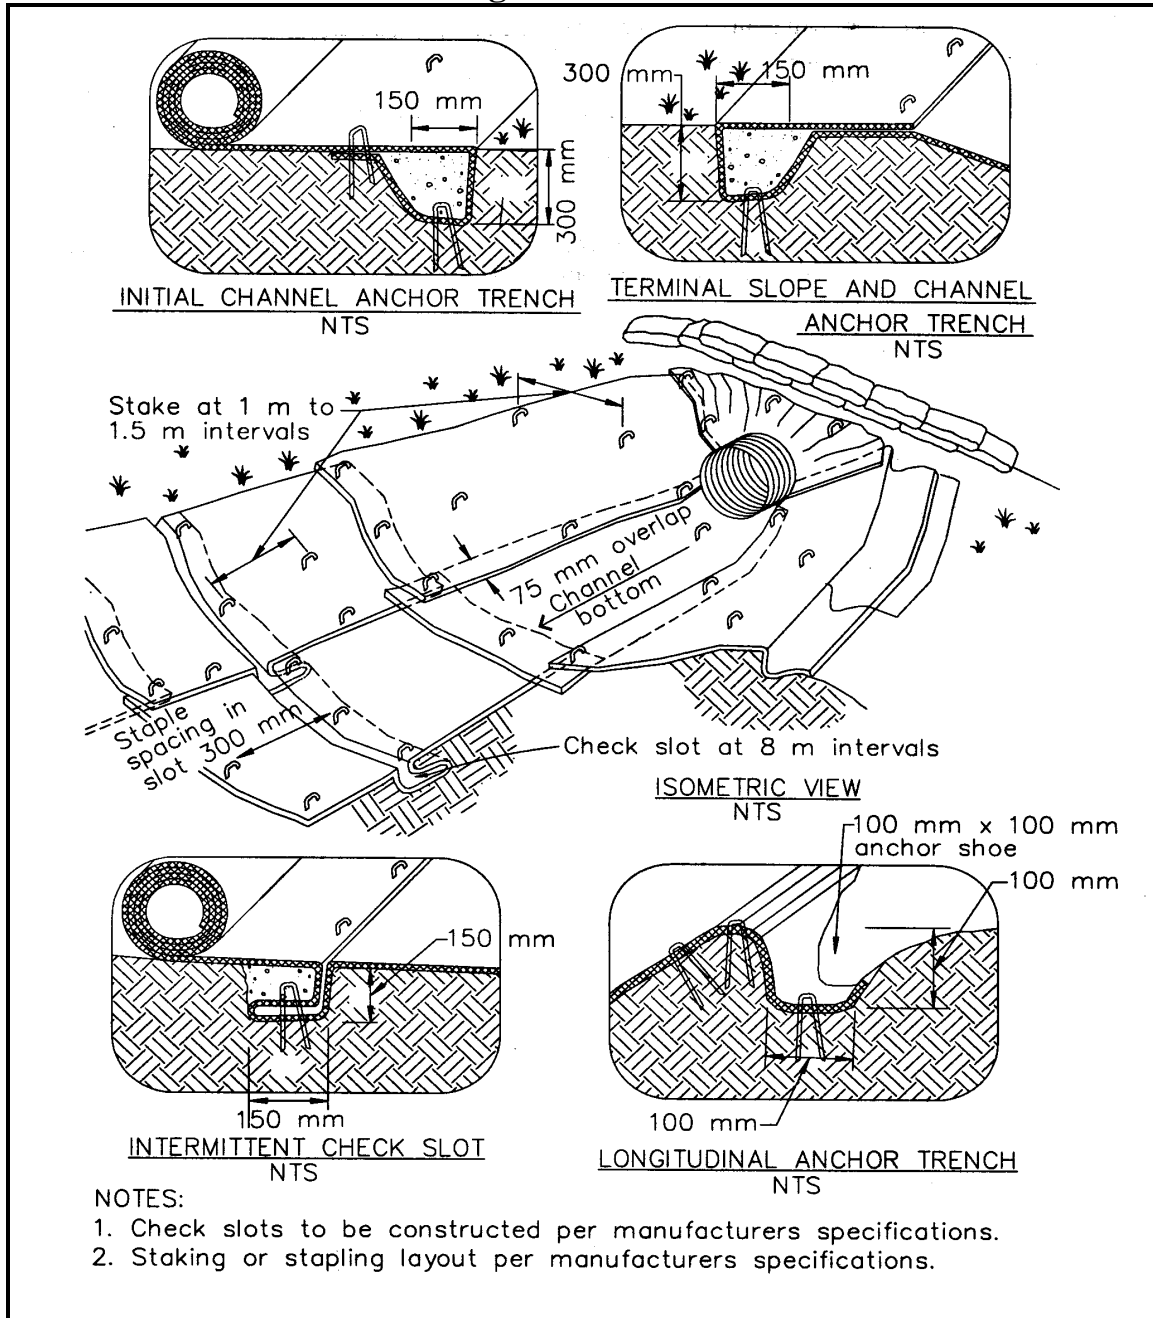 150 mm
300 mm
INITIAL CHANNEL ANCHOR TRENCH
NTS
300 mm
150 mm
TERMINAL SLOPE AND CHANNEL
ANCHOR TRENCH
NTS
Stake at 1 m to
1.5 m intervals
75 mm overlap
Channel
bottom
Staple
spacing in
slot 300 mm
Check slot at 8 m intervals
ISOMETRIC VIEW
NTS
150 mm
150 mm
INTERMITTENT CHECK SLOT
NTS
100 mm x 100 mm
anchor shoe
100 mm
100 mm
LONGITUDINAL ANCHOR TRENCH
NTS
NOTES:
1. Check slots to be constructed per manufacturers specifications.
2. Staking or stapling layout per manufacturers specifications.